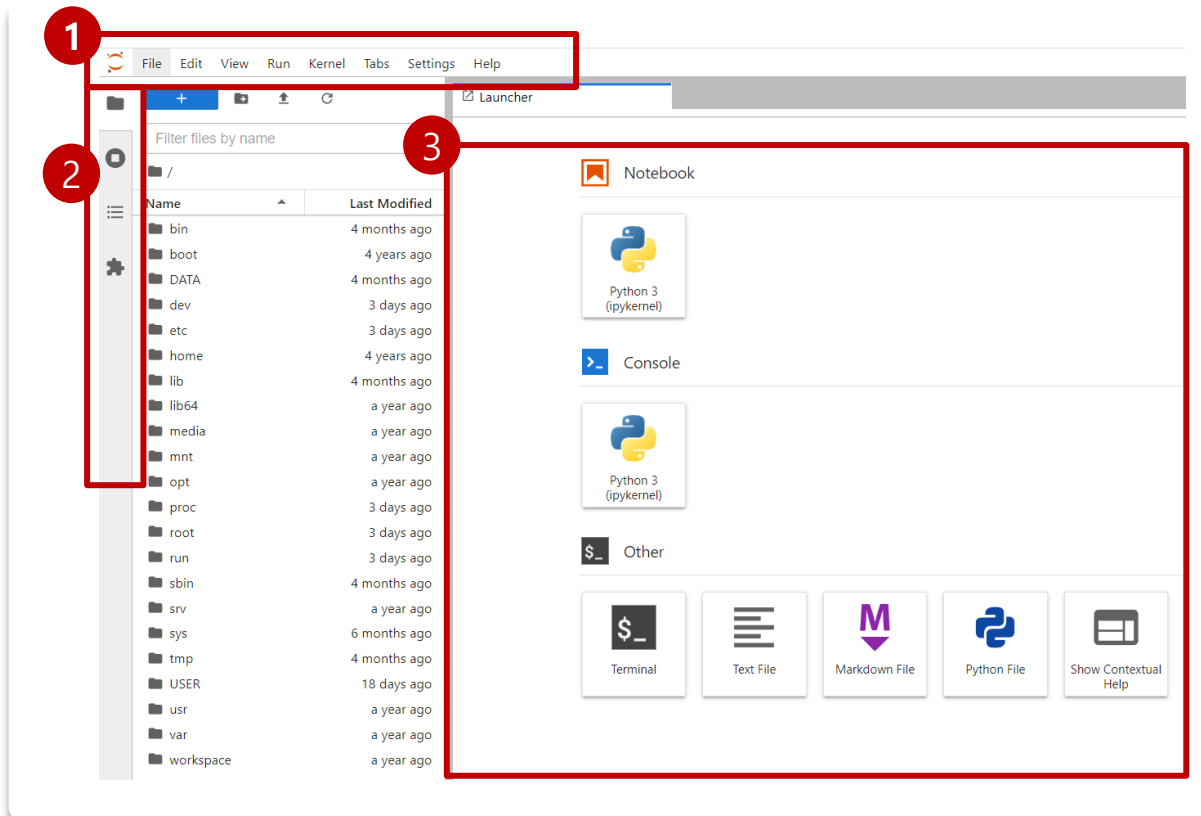 1
File Edit View Run Kernel Tabs Settings Help
+
Launcher
Filter files by name
3
2
/
Name Last Modified
bin 4 months ago
boot 4 years ago
DATA 4 months ago
dev 3 days ago
etc 3 days ago
home 4 years ago
lib 4 months ago
lib64 a year ago
media a year ago
mnt a year ago
opt a year ago
proc 3 days ago
root 3 days ago
run 3 days ago
sbin 4 months ago
srv a year ago
sys 6 months ago
tmp 4 months ago
USER 18 days ago
usr a year ago
var a year ago
workspace a year ago
Notebook
Python 3
(ipykernel)
>_ Console
Python 3
(ipykernel)
$_ Other
$_
Terminal
Text File
M
Markdown File
Python File
Show Contextual
Help